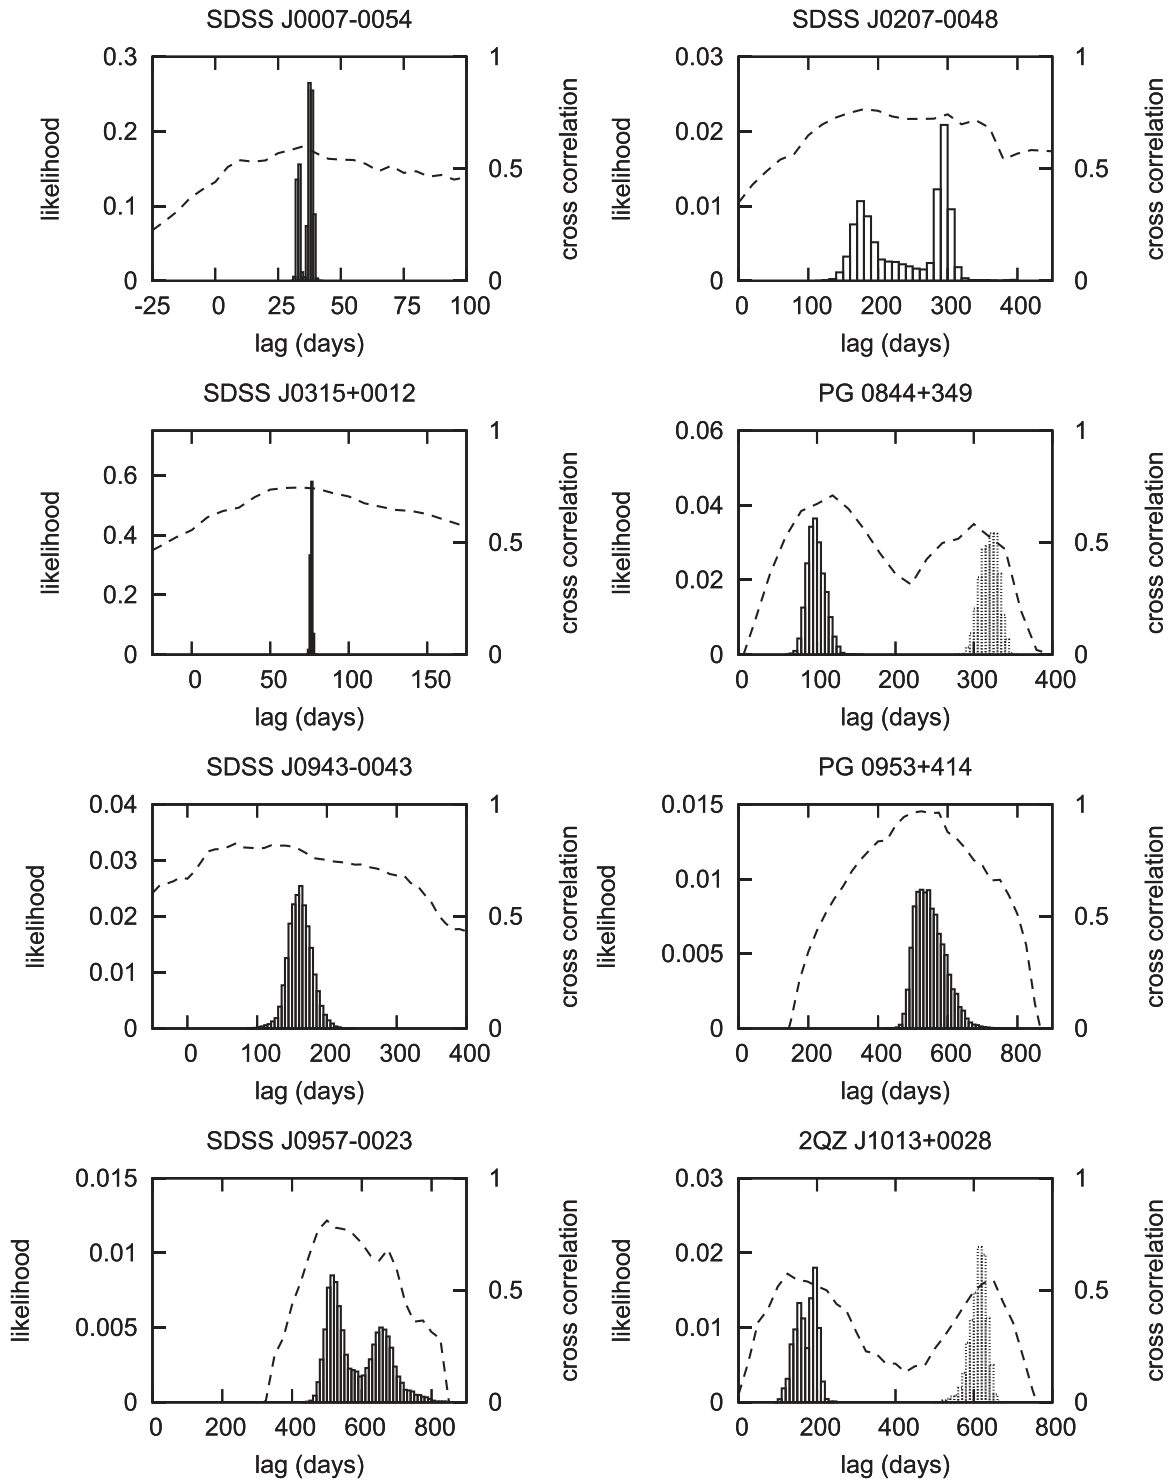 SDSS J0007-0054
0.3
0.2
0.1
0
1
0.5
0
-25 0 25 50 75 100
likelihood
cross correlation
lag (days)
SDSS J0207-0048
0.03
0.02
0.01
0
1
0.5
0
0 100 200 300 400
likelihood
cross correlation
lag (days)
SDSS J0315+0012
0.6
0.4
0.2
0
1
0.5
0
0 50 100 150
likelihood
cross correlation
lag (days)
PG 0844+349
0.06
0.04
0.02
0
1
0.5
0
0 100 200 300 400
likelihood
cross correlation
lag (days)
SDSS J0943-0043
0.04
0.03
0.02
0.01
0
1
0.5
0
0 100 200 300 400
likelihood
cross correlation
lag (days)
PG 0953+414
0.015
0.01
0.005
0
1
0.5
0
0 200 400 600 800
likelihood
cross correlation
lag (days)
SDSS J0957-0023
0.015
0.01
0.005
0
1
0.5
0
0 200 400 600 800
likelihood
cross correlation
lag (days)
2QZ J1013+0028
0.03
0.02
0.01
0
1
0.5
0
0 200 400 600 800
likelihood
cross correlation
lag (days)